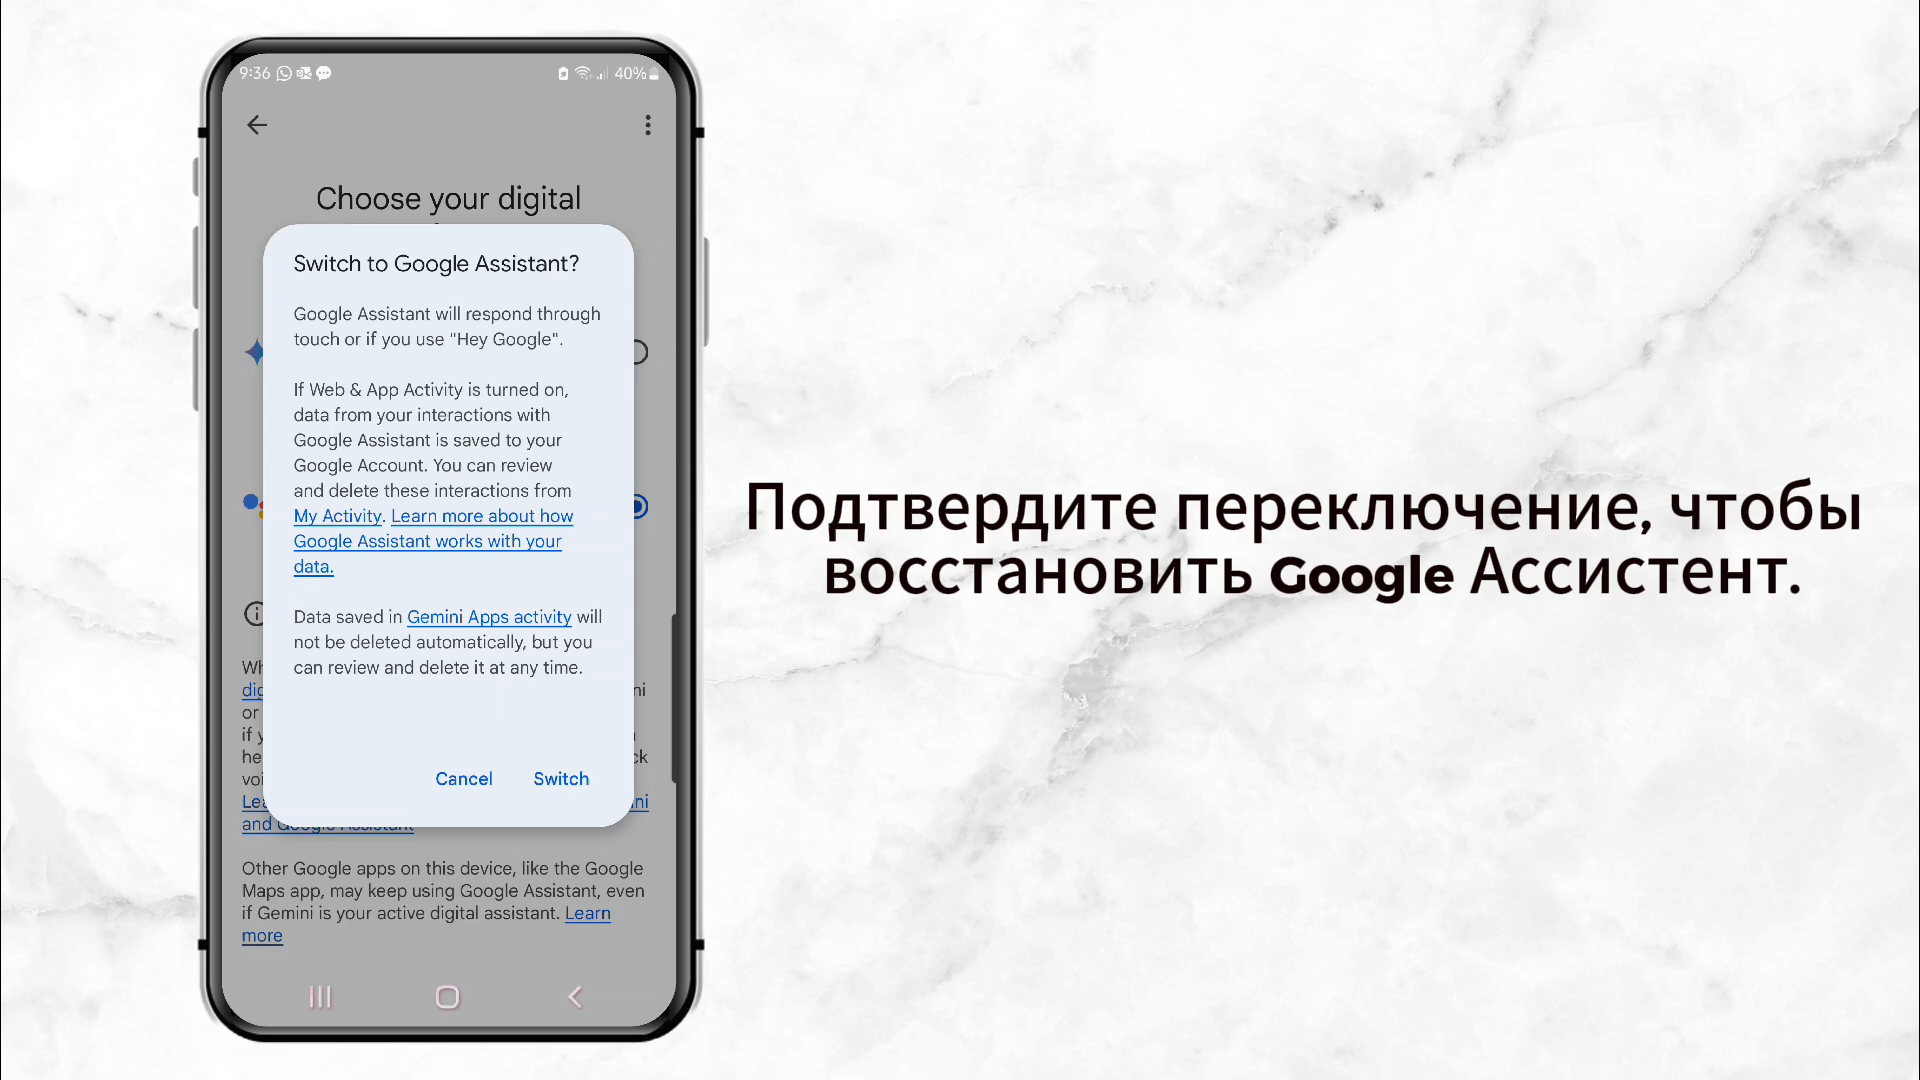 9:36
40%
Choose your digital
Switch to Google Assistant?
Google Assistant will respond through
touch or if you use "Hey Google".
If Web & App Activity is turned on,
data from your interactions with
Google Assistant is saved to your
Google Account. You can review
and delete these interactions from
My Activity. Learn more about how
Google Assistant works with your
data.
Data saved in Gemini Apps activity will
not be deleted automatically, but you
can review and delete it at any time.
Cancel Switch
or
and Google Assistant
Other Google apps on this device, like the Google
Maps app, may keep using Google Assistant, even
if Gemini is your active digital assistant. Learn
more
Подтвердите переключение, чтобы
восстановить Google Ассистент.